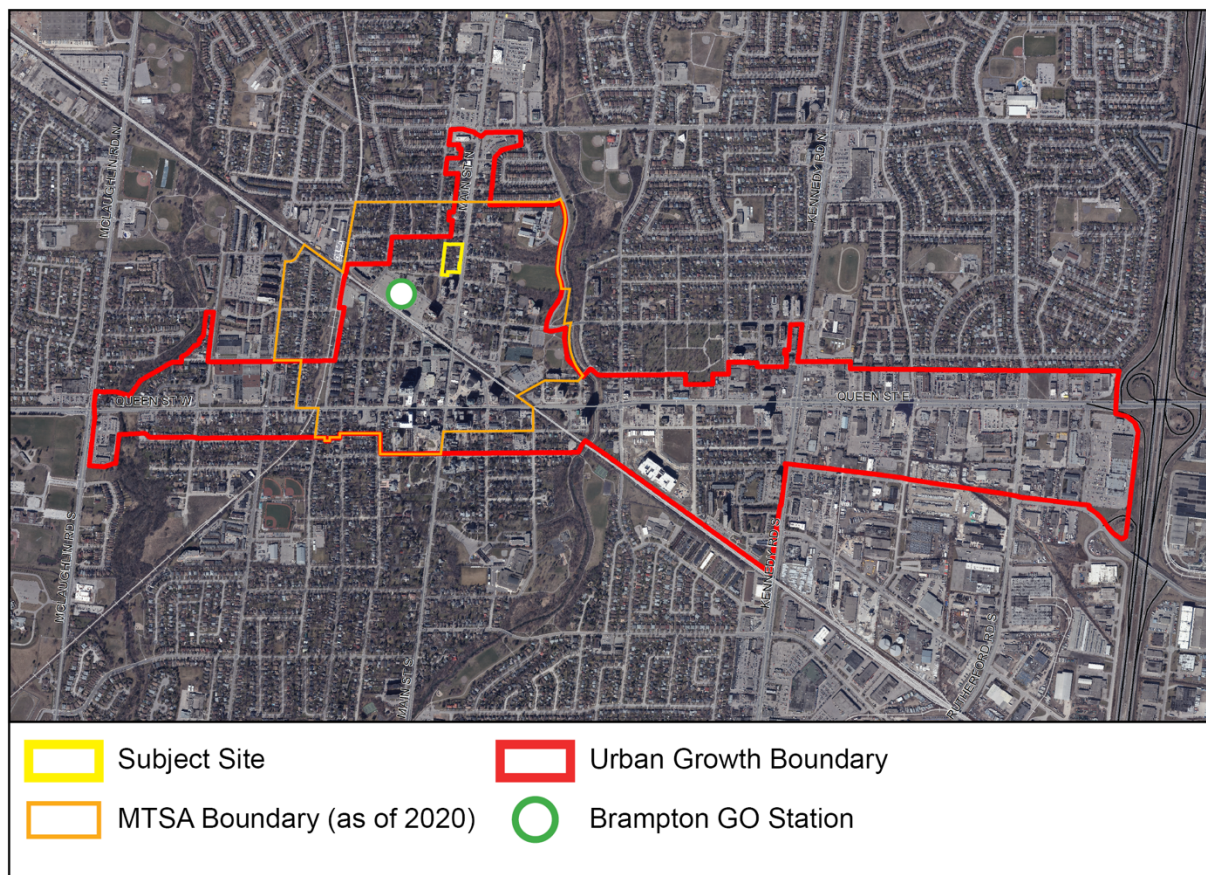 MCLAUGHLIN RD N
MAIN ST N
KENNEDY RD N
QUEEN ST W
QUEEN ST E
MCLAUGHLIN RD S
MAIN ST S
KENNEDY RD S
RUTHERFORD RD S
Subject Site
Urban Growth Boundary
MTSA Boundary (as of 2020)
Brampton GO Station